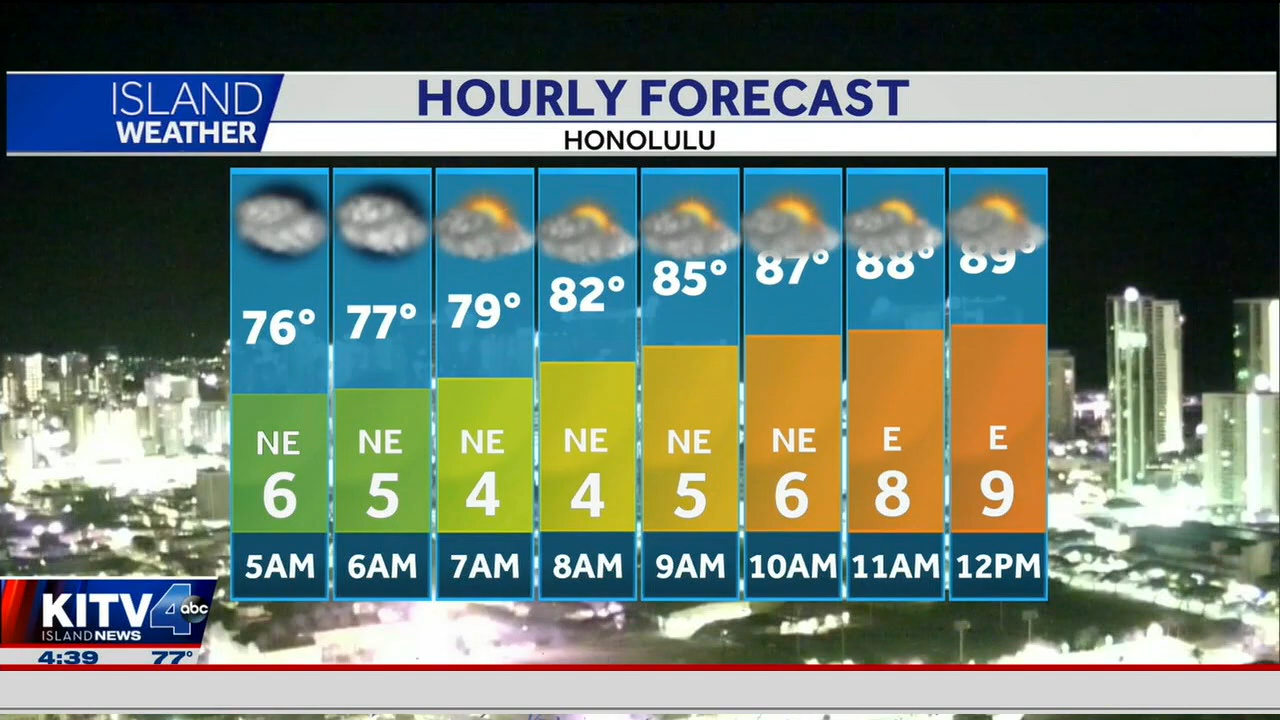 ISLAND
WEATHER
HOURLY FORECAST
HONOLULU
76° 77° 79° 82° 85° 87° 88° 89°
NE NE NE NE NE NE E E
6 5 4 4 5 6 8 9
5AM 6AM 7AM 8AM 9AM 10AM 11AM 12PM
KITV4 abc
ISLAND NEWS
4:39 77°